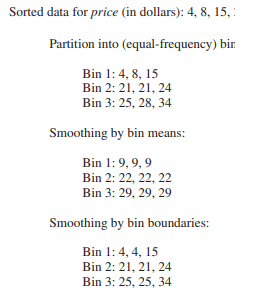 Sorted data for price (in dollars): 4, 8, 15,
Partition into (equal-frequency)
Bin 1: 4, 8, 15
Bin 2: 21, 21, 24
Bin 3: 25, 28, 34
Smoothing by bin means:
Bin 1: 9, 9, 9
Bin 2: 22, 22, 22
Bin 3: 29, 29, 29
Smoothing by bin boundaries:
Bin 1: 4, 4, 15
Bin 2: 21, 21, 24
Bin 3: 25, 25, 34